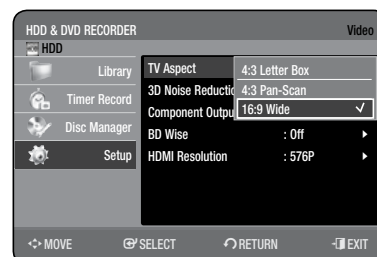 HDD & DVD RECORDER Video
HDD
Library
Timer Record
Disc Manager
Setup
TV Aspect
3D Noise Reductio
Component Outpu
BD Wise : Off
HDMI Resolution : 576P
4:3 Letter Box
4:3 Pan-Scan
16:9 Wide
MOVE SELECT RETURN EXIT